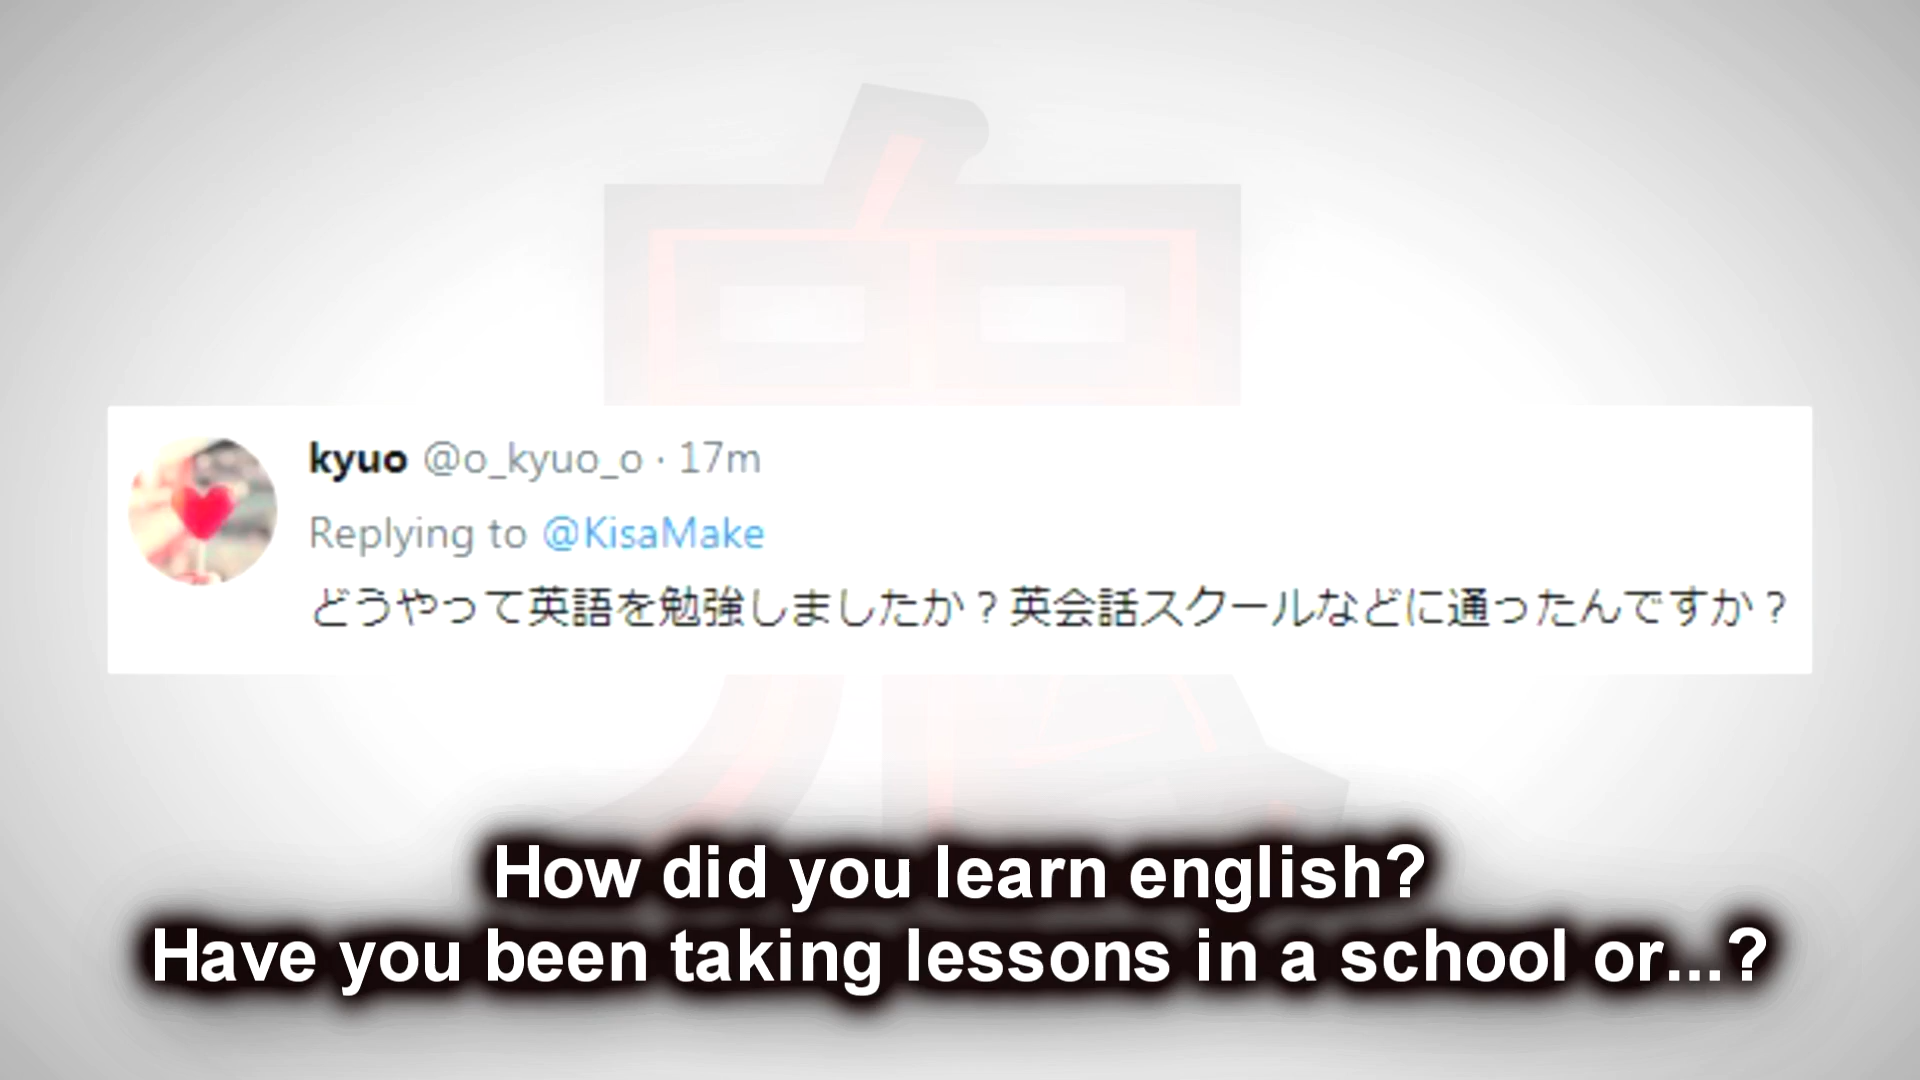 kyuo @o_kyuo_o · 17m
Replying to @KisaMake
どうやって英語を勉強しましたか？英会話スクールなどに通ったんですか？
How did you learn english?
Have you been taking lessons in a school or...?